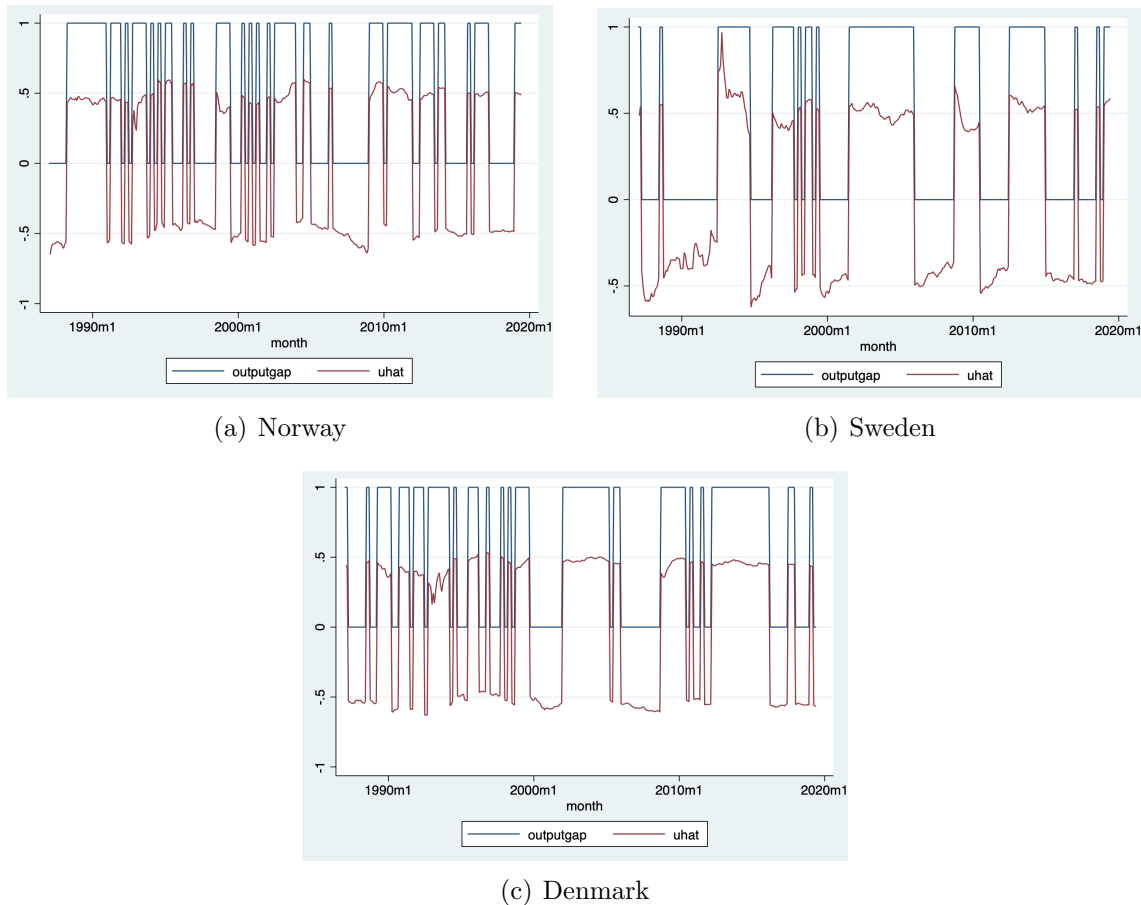 1
.5
0
-.5
-1
1990m1 2000m1 2010m1 2020m1
month
outputgap uhat
(a) Norway
1
.5
0
-.5
1990m1 2000m1 2010m1 2020m1
month
outputgap uhat
(b) Sweden
1
.5
0
-.5
-1
1990m1 2000m1 2010m1 2020m1
month
outputgap uhat
(c) Denmark